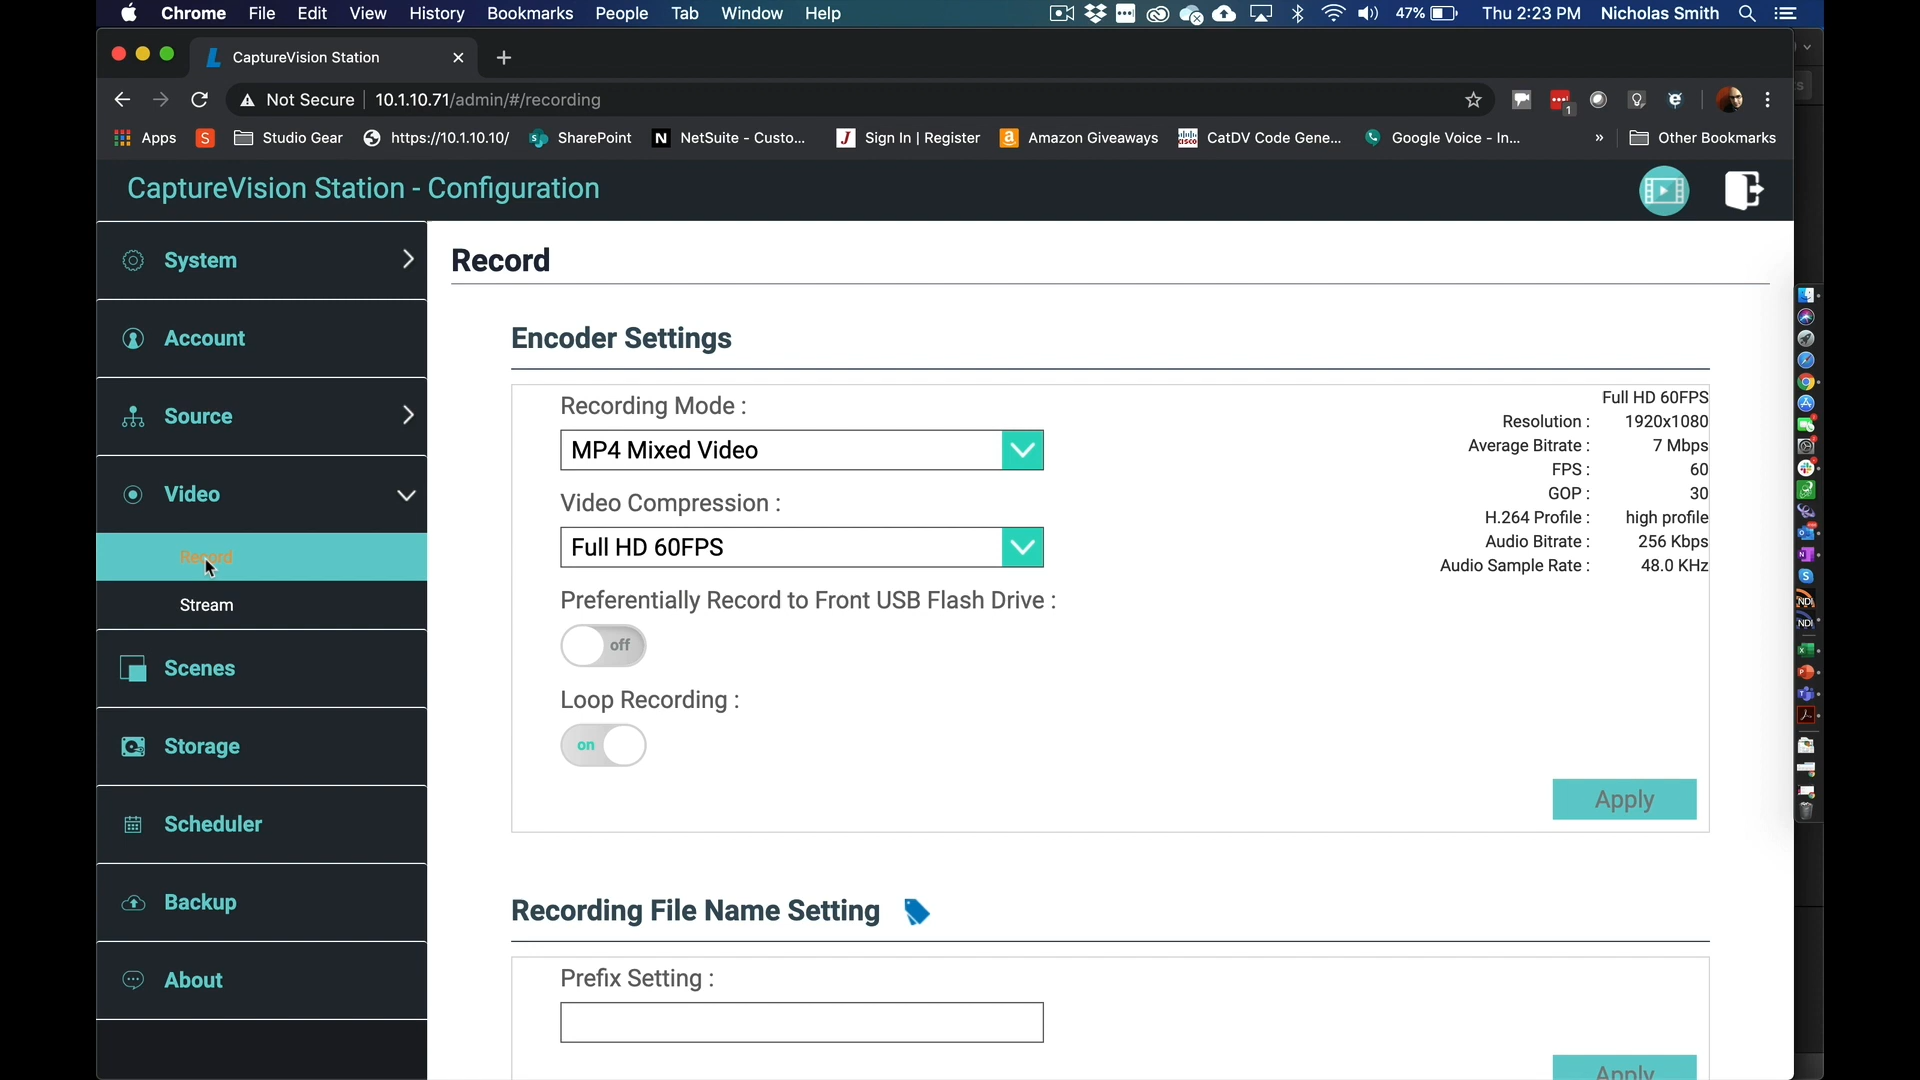 Chrome File Edit View History Bookmarks People Tab Window Help 47% Thu 2:23 PM Nicholas Smith
CaptureVision Station
Not Secure 10.1.10.71/admin/#/recording
Apps S Studio Gear https://10.1.10.10/ SharePoint N NetSuite - Custo... J Sign In | Register Amazon Giveaways CatDV Code Gene... Google Voice - In... » Other Bookmarks
CaptureVision Station - Configuration
System
Account
Source
Video
Record
Stream
Scenes
Storage
Scheduler
Backup
About
Record
Encoder Settings
Recording Mode :
MP4 Mixed Video
Video Compression :
Full HD 60FPS
Preferentially Record to Front USB Flash Drive :
off
Loop Recording :
on
Full HD 60FPS
Resolution : 1920x1080
Average Bitrate : 7 Mbps
FPS : 60
GOP : 30
H.264 Profile : high profile
Audio Bitrate : 256 Kbps
Audio Sample Rate : 48.0 KHz
Apply
Recording File Name Setting
Prefix Setting :
Apply